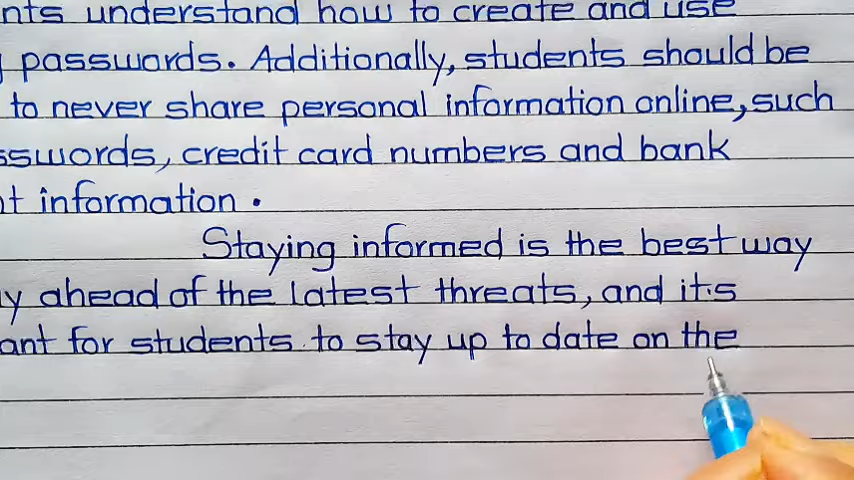 nts understand how to create and use
passwords. Additionally, students should be
to never share personal information online, such
sswords, credit card numbers and bank
nt information.
Staying informed is the best way
y ahead of the latest threats, and it's
ant for students to stay up to date on the